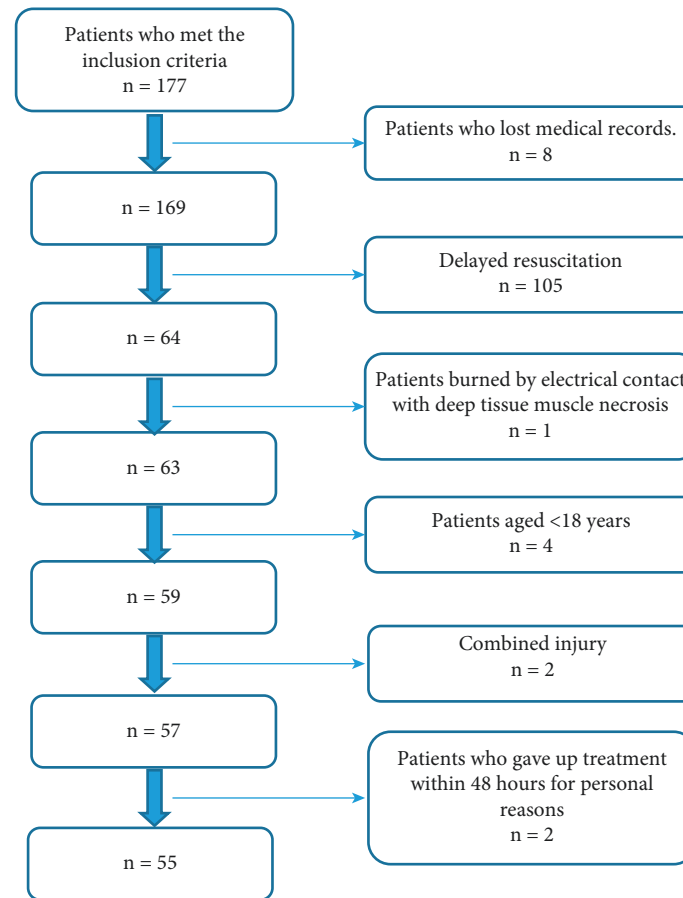 Patients who met the
inclusion criteria
n = 177
Patients who lost medical records.
n = 8
n = 169
Delayed resuscitation
n = 105
n = 64
Patients burned by electrical contact
with deep tissue muscle necrosis
n = 1
n = 63
Patients aged <18 years
n = 4
n = 59
Combined injury
n = 2
n = 57
Patients who gave up treatment
within 48 hours for personal
reasons
n = 2
n = 55